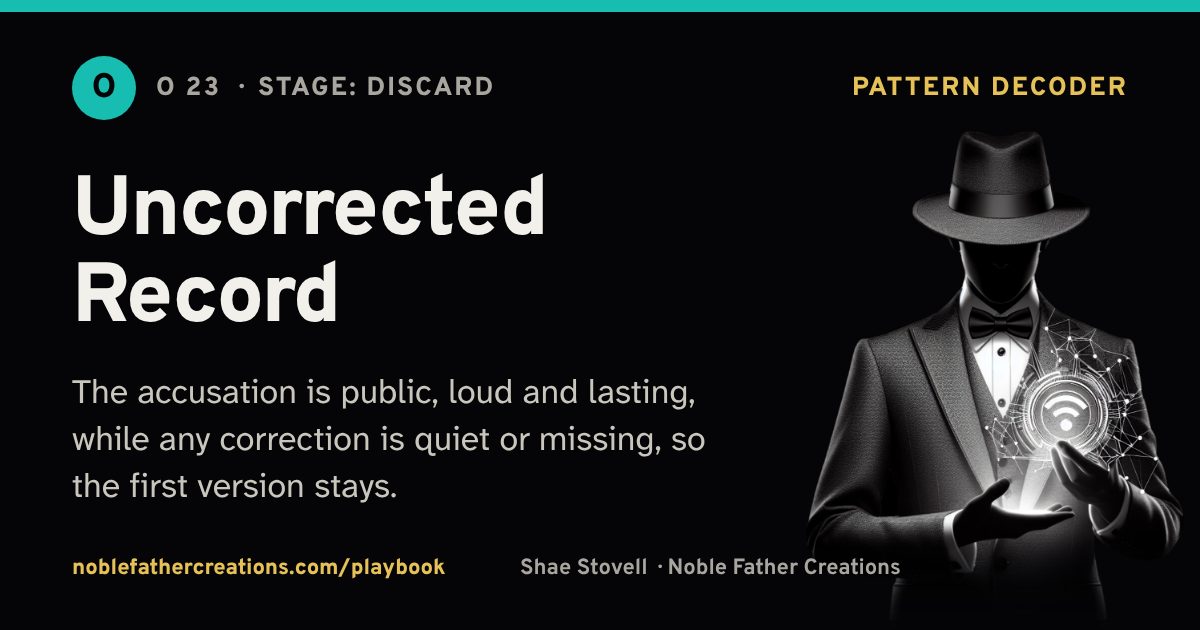 O
O 23 · STAGE: DISCARD
PATTERN DECODER
Uncorrected
Record
The accusation is public, loud and lasting,
while any correction is quiet or missing, so
the first version stays.
noblefathercreations.com/playbook
Shae Stovell · Noble Father Creations